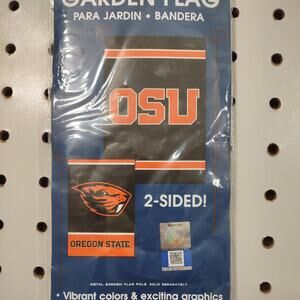 GARDEN FLAG
PARA JARDIN • BANDERA
OSU
2-SIDED!
OREGON STATE
METAL GARDEN FLAG POLE SOLD SEPARATELY
• Vibrant colors & exciting graphics